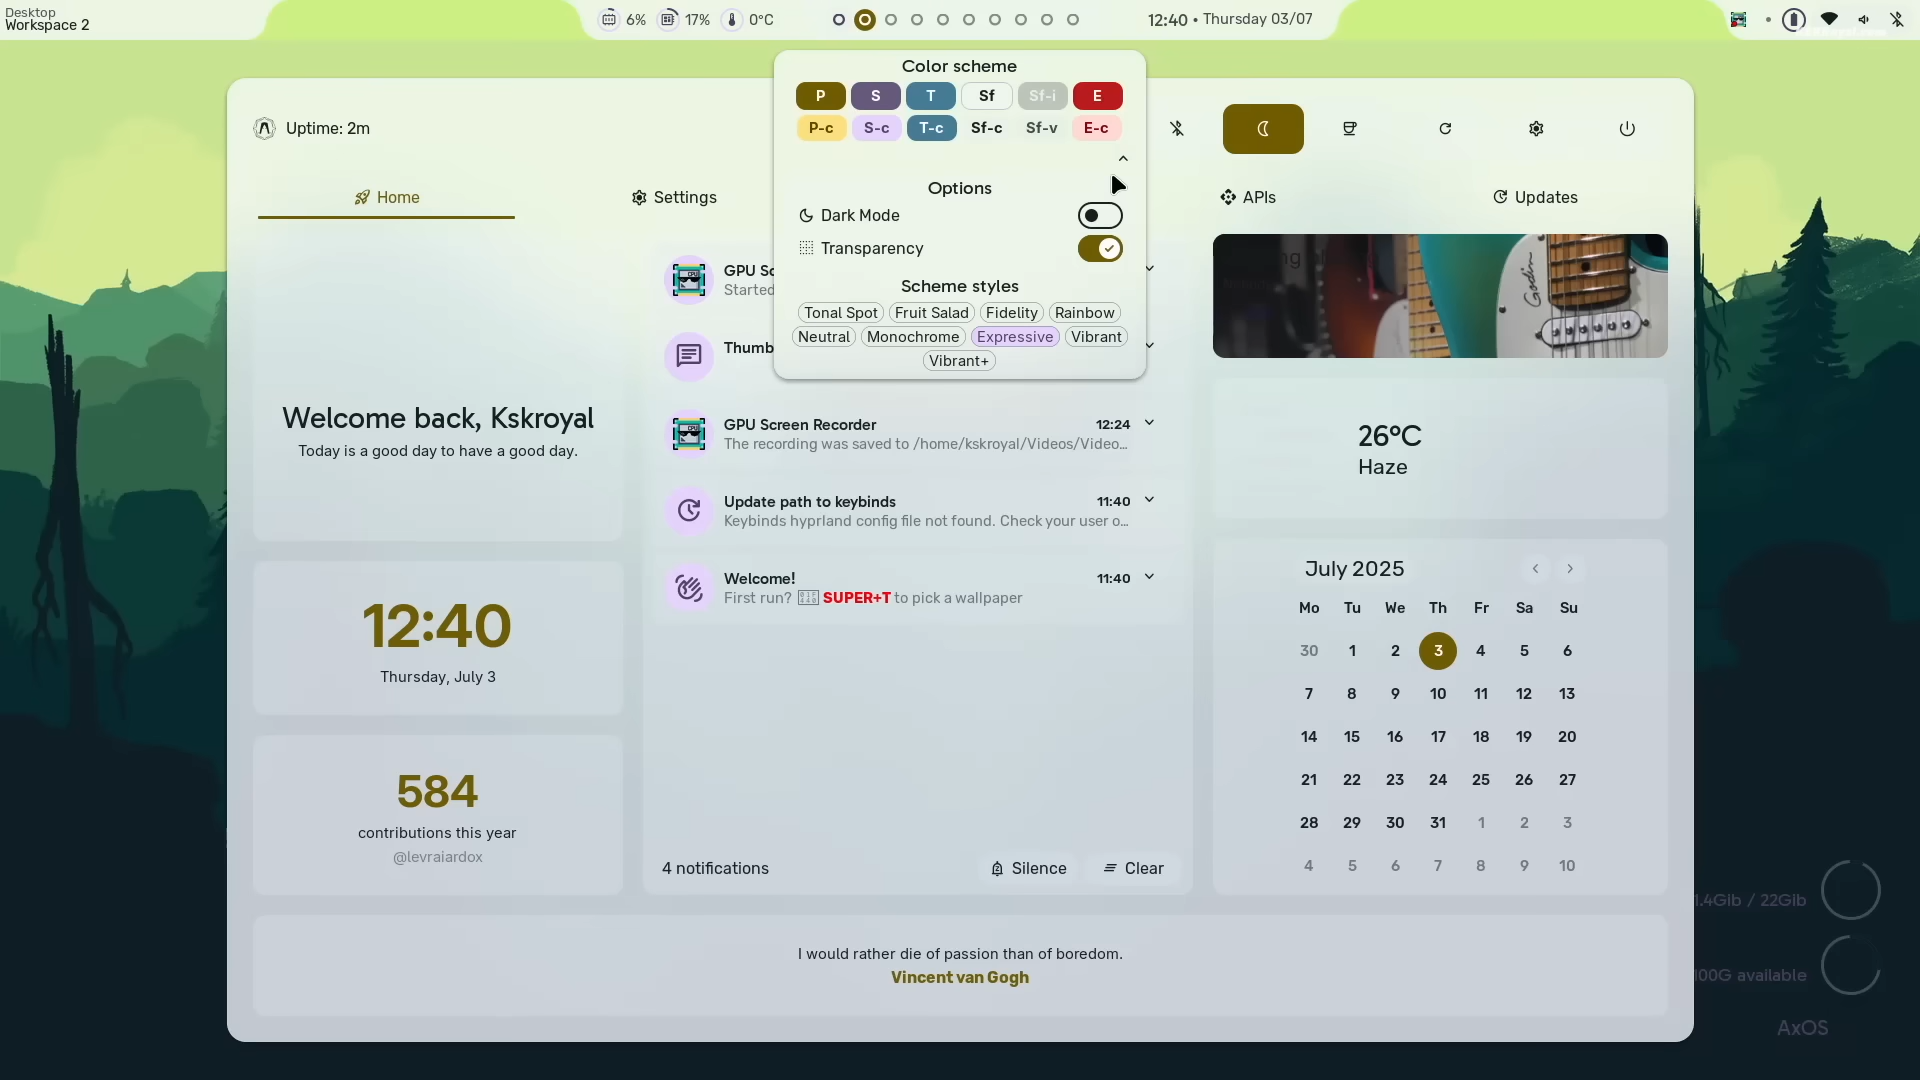 Desktop
Workspace 2
6%
17%
0°C
12:40 • Thursday 03/07
Color scheme
P
S
T
Sf
Sf-i
E
P-c
S-c
T-c
Sf-c
Sf-v
E-c
Options
Dark Mode
Transparency
Scheme styles
Tonal Spot
Fruit Salad
Fidelity
Rainbow
Neutral
Monochrome
Expressive
Vibrant
Vibrant+
Uptime: 2m
Home
Settings
APIs
Updates
Welcome back, Kskroyal
Today is a good day to have a good day.
12:40
Thursday, July 3
584
contributions this year
@levraiardox
GPU Sc
Started
Thumb
GPU Screen Recorder
12:24
The recording was saved to /home/kskroyal/Videos/Video...
Update path to keybinds
11:40
Keybinds hyprland config file not found. Check your user o...
Welcome!
11:40
First run? SUPER+T to pick a wallpaper
4 notifications
Silence
Clear
Godin
26°C
Haze
July 2025
Mo Tu We Th Fr Sa Su
30 1 2 3 4 5 6
7 8 9 10 11 12 13
14 15 16 17 18 19 20
21 22 23 24 25 26 27
28 29 30 31 1 2 3
4 5 6 7 8 9 10
I would rather die of passion than of boredom.
Vincent van Gogh
1.4Gib / 22Gib
100G available
AxOS